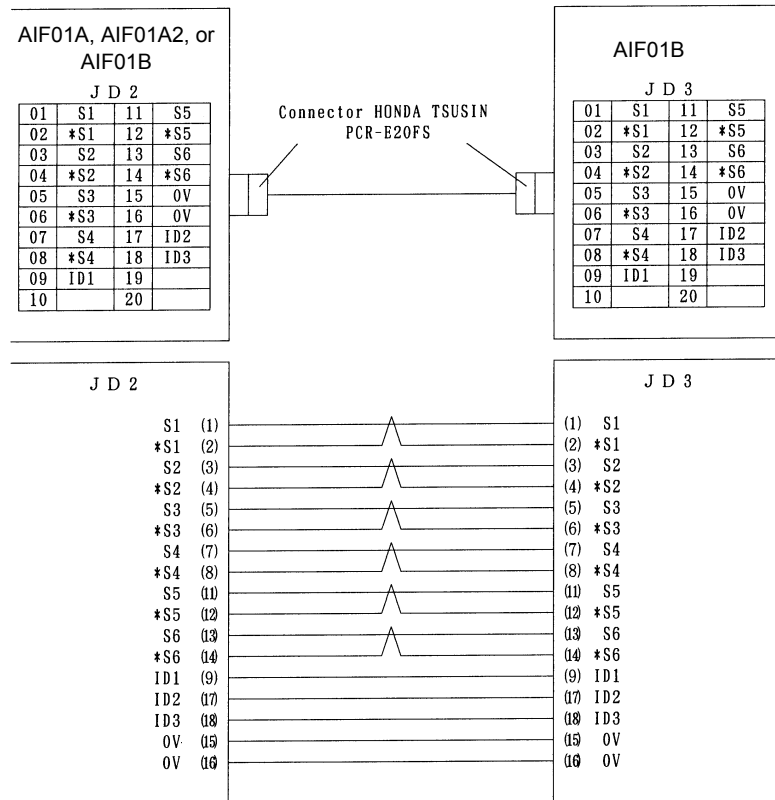 AIF01A, AIF01A2, or
AIF01B
JD2
01 S1 11 S5
02 *S1 12 *S5
03 S2 13 S6
04 *S2 14 *S6
05 S3 15 0V
06 *S3 16 0V
07 S4 17 ID2
08 *S4 18 ID3
09 ID1 19
10 20
Connector HONDA TSUSIN
PCR-E20FS
AIF01B
JD3
01 S1 11 S5
02 *S1 12 *S5
03 S2 13 S6
04 *S2 14 *S6
05 S3 15 0V
06 *S3 16 0V
07 S4 17 ID2
08 *S4 18 ID3
09 ID1 19
10 20
JD2
S1 (1)
*S1 (2)
S2 (3)
*S2 (4)
S3 (5)
*S3 (6)
S4 (7)
*S4 (8)
S5 (11)
*S5 (12)
S6 (13)
*S6 (14)
ID1 (9)
ID2 (17)
ID3 (18)
0V (15)
0V (16)
JD3
(1) S1
(2) *S1
(3) S2
(4) *S2
(5) S3
(6) *S3
(7) S4
(8) *S4
(11) S5
(12) *S5
(13) S6
(14) *S6
(9) ID1
(17) ID2
(18) ID3
(15) 0V
(16) 0V